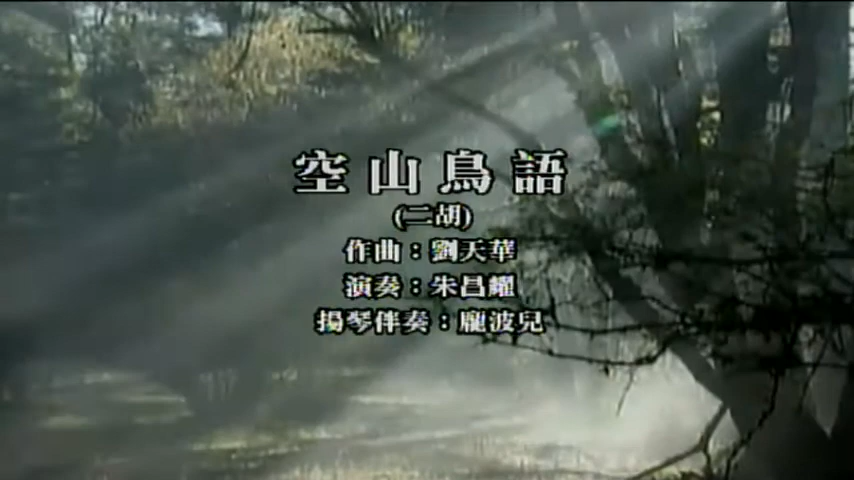 空山鳥語
(二胡)
作曲：劉天華
演奏：朱昌耀
揚琴伴奏：龐波兒